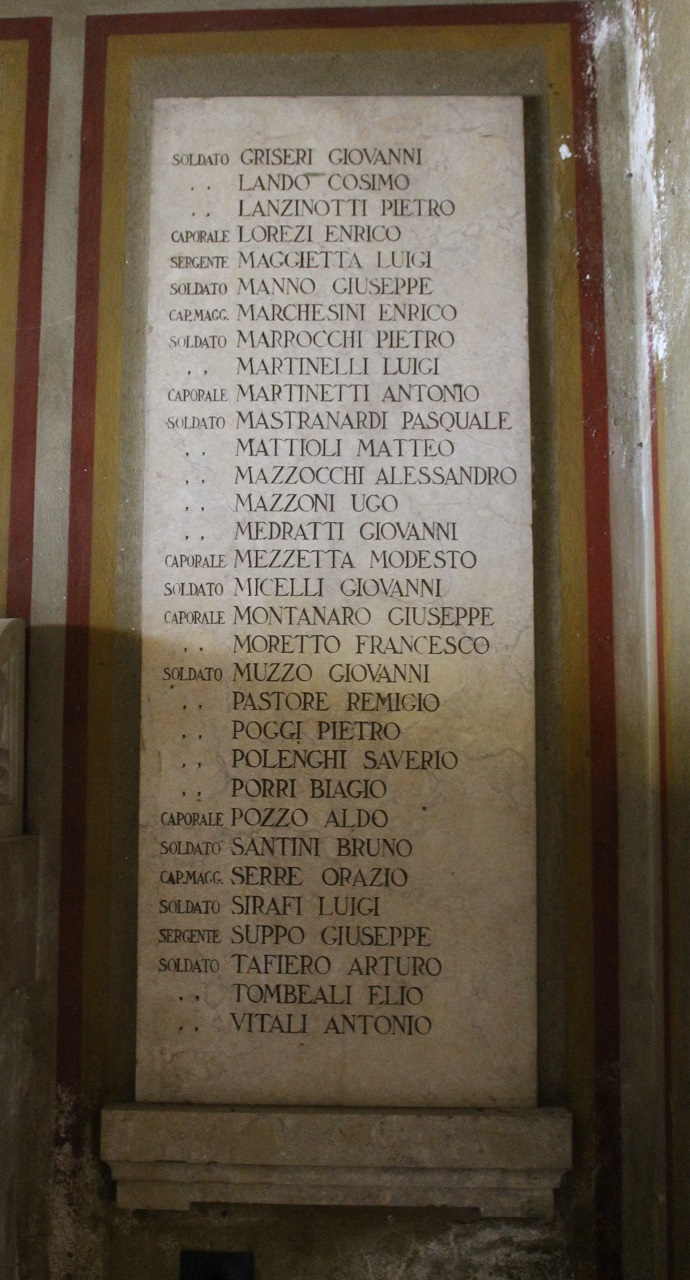 SOLDATO GRISERI GIOVANNI
, , LANDO COSIMO
, , LANZINOTTI PIETRO
CAPORALE LOREZI ENRICO
SERGENTE MAGGIETTA LUIGI
SOLDATO MANNO GIUSEPPE
CAP.MAGG. MARCHESINI ENRICO
SOLDATO MARROCCHI PIETRO
, , MARTINELLI LUIGI
CAPORALE MARTINETTI ANTONIO
SOLDATO MASTRANARDI PASQUALE
, , MATTIOLI MATTEO
, , MAZZOCCHI ALESSANDRO
, , MAZZONI UGO
, , MEDRATTI GIOVANNI
CAPORALE MEZZETTA MODESTO
SOLDATO MICELLI GIOVANNI
CAPORALE MONTANARO GIUSEPPE
, , MORETTO FRANCESCO
SOLDATO MUZZO GIOVANNI
, , PASTORE REMIGIO
, , POGGI PIETRO
, , POLENGHI SAVERIO
, , PORRI BIAGIO
CAPORALE POZZO ALDO
SOLDATO SANTINI BRUNO
CAP.MAGG. SERRE ORAZIO
SOLDATO SIRAFI LUIGI
SERGENTE SUPPO GIUSEPPE
SOLDATO TAFIERO ARTURO
, , TOMBEALI ELIO
, , VITALI ANTONIO